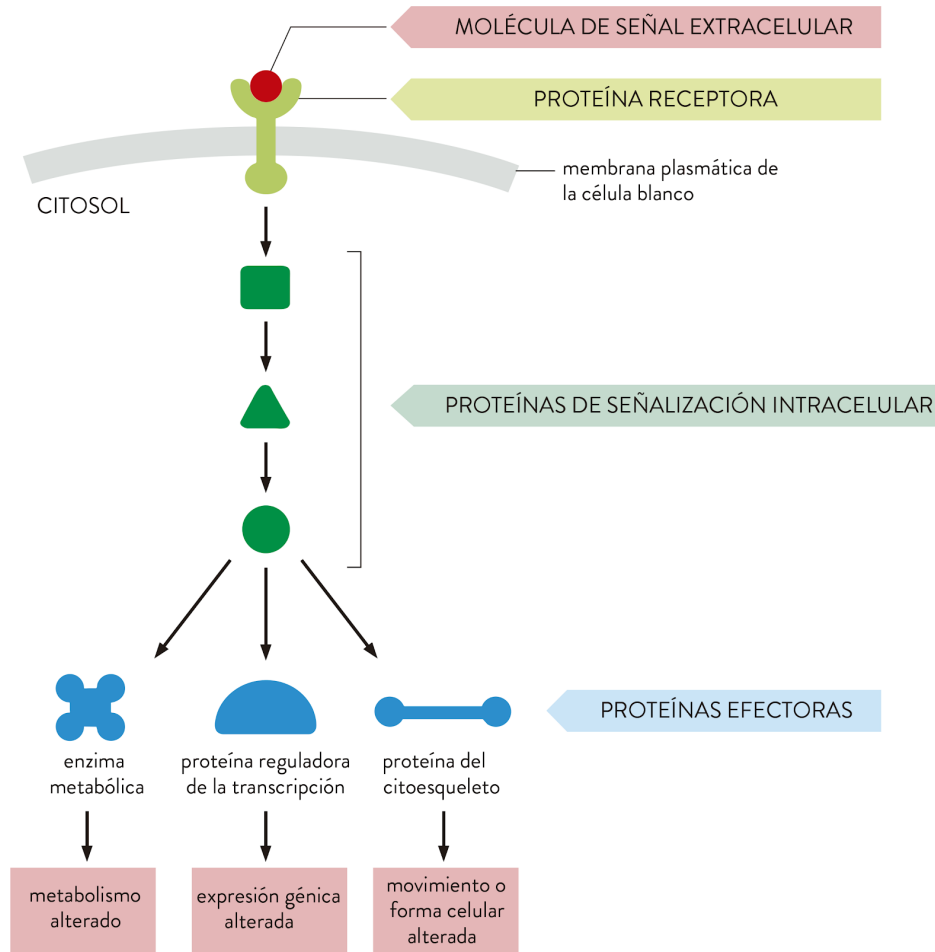 MOLÉCULA DE SEÑAL EXTRACELULAR
PROTEÍNA RECEPTORA
membrana plasmática de
la célula blanco
CITOSOL
PROTEÍNAS DE SEÑALIZACIÓN INTRACELULAR
PROTEÍNAS EFECTORAS
enzima
metabólica
proteína reguladora
de la transcripción
proteína del
citoesqueleto
metabolismo
alterado
expresión génica
alterada
movimiento o
forma celular
alterada